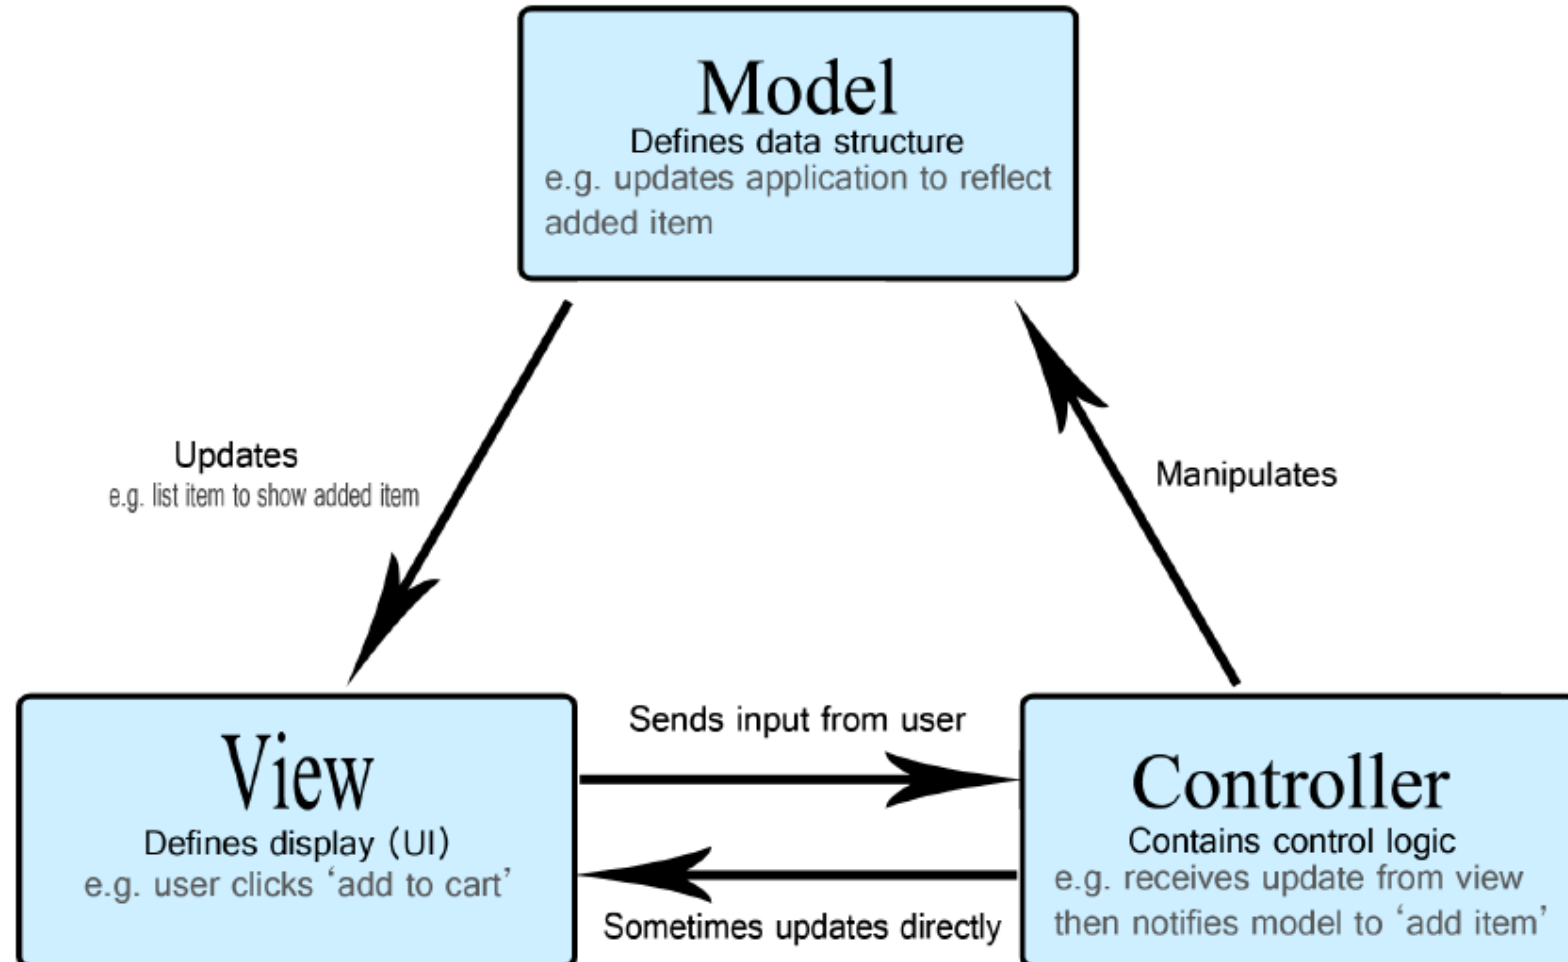 Model
Defines data structure
e.g. updates application to reflect
added item
Updates
e.g. list item to show added item
Manipulates
Sends input from user
View
Defines display (UI)
e.g. user clicks ‘add to cart’
Sometimes updates directly
Controller
Contains control logic
e.g. receives update from view
then notifies model to ‘add item’